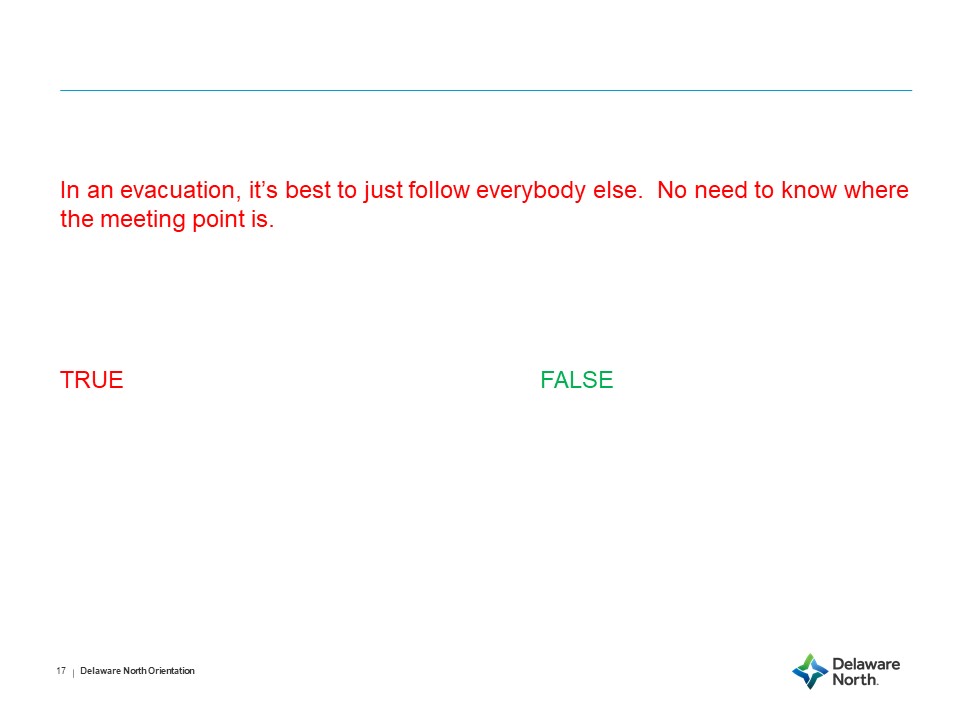 In an evacuation, it’s best to just follow everybody else.  No need to know where
the meeting point is.
TRUE
FALSE
17 | Delaware North Orientation
Delaware
North.